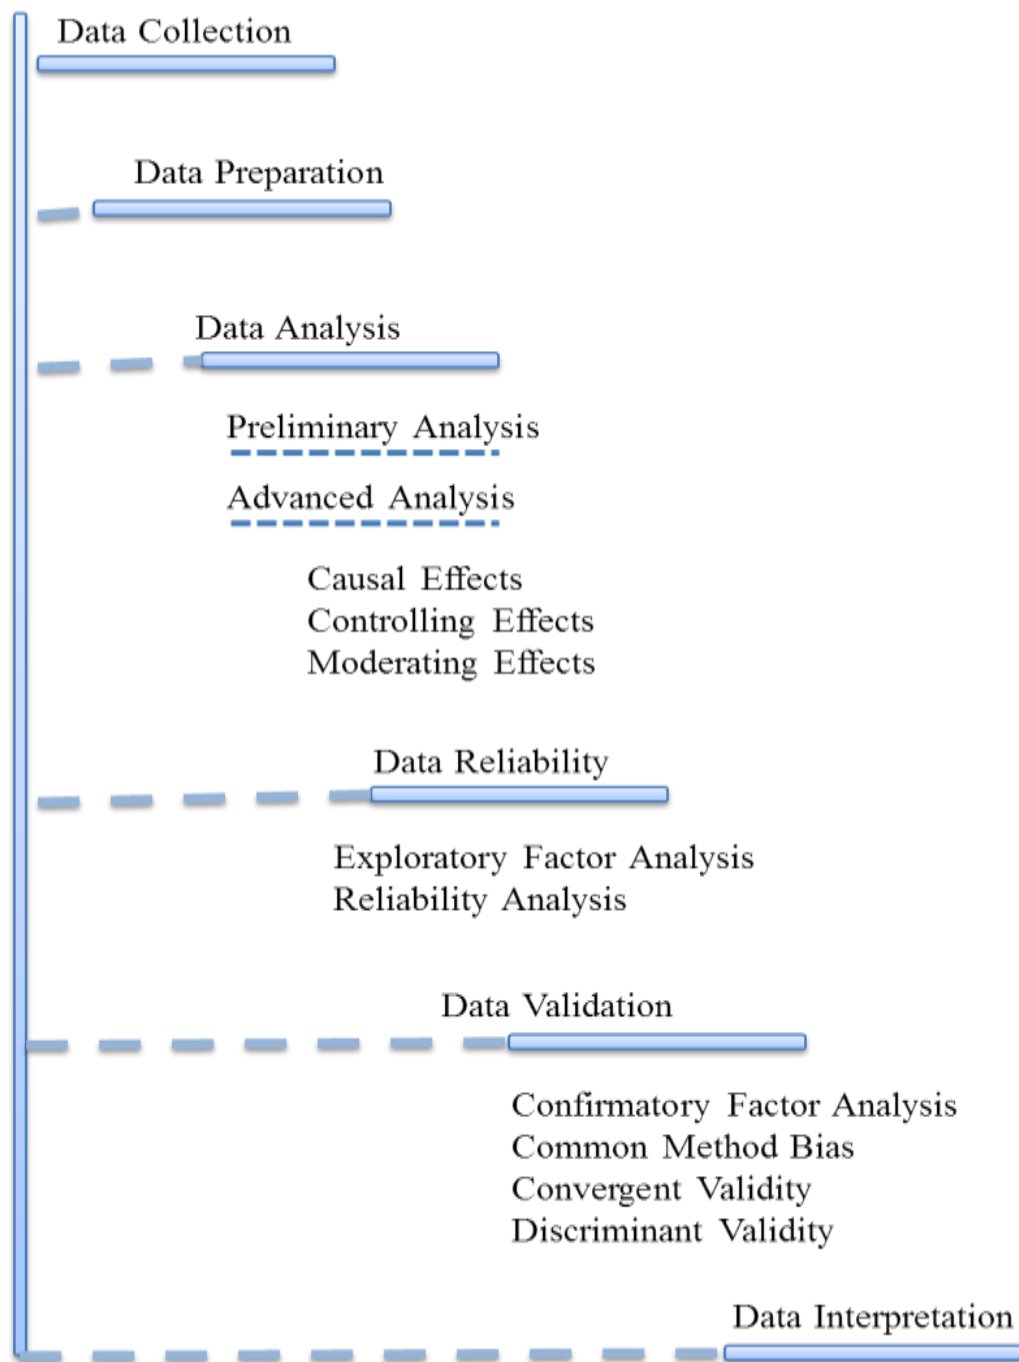 Data Collection
Data Preparation
Data Analysis
Preliminary Analysis
Advanced Analysis
Causal Effects
Controlling Effects
Moderating Effects
Data Reliability
Exploratory Factor Analysis
Reliability Analysis
Data Validation
Confirmatory Factor Analysis
Common Method Bias
Convergent Validity
Discriminant Validity
Data Interpretation